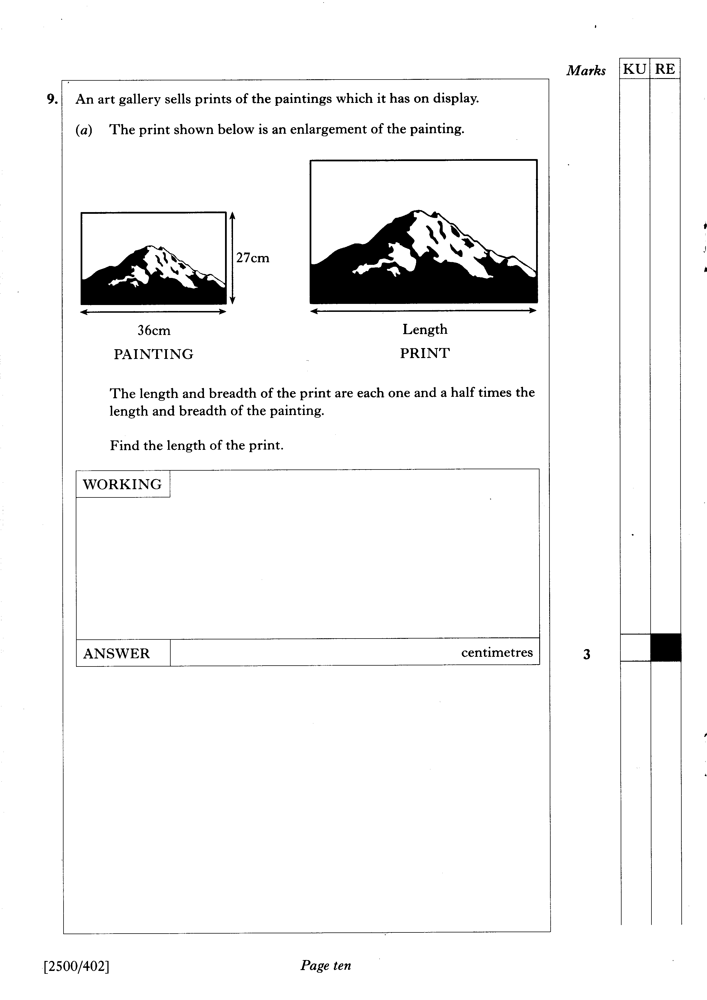 Marks KU RE
9. An art gallery sells prints of the paintings which it has on display.
(a) The print shown below is an enlargement of the painting.
27cm
36cm
Length
PAINTING
PRINT
The length and breadth of the print are each one and a half times the
length and breadth of the painting.
Find the length of the print.
WORKING
ANSWER centimetres 3
[2500/402] Page ten